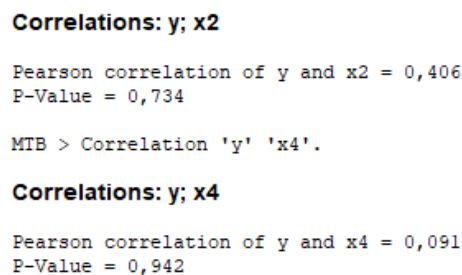 Correlations: y; x2
Pearson correlation of y and x2 = 0,406
P-Value = 0,734
MTB > Correlation 'y' 'x4'.
Correlations: y; x4
Pearson correlation of y and x4 = 0,091
P-Value = 0,942